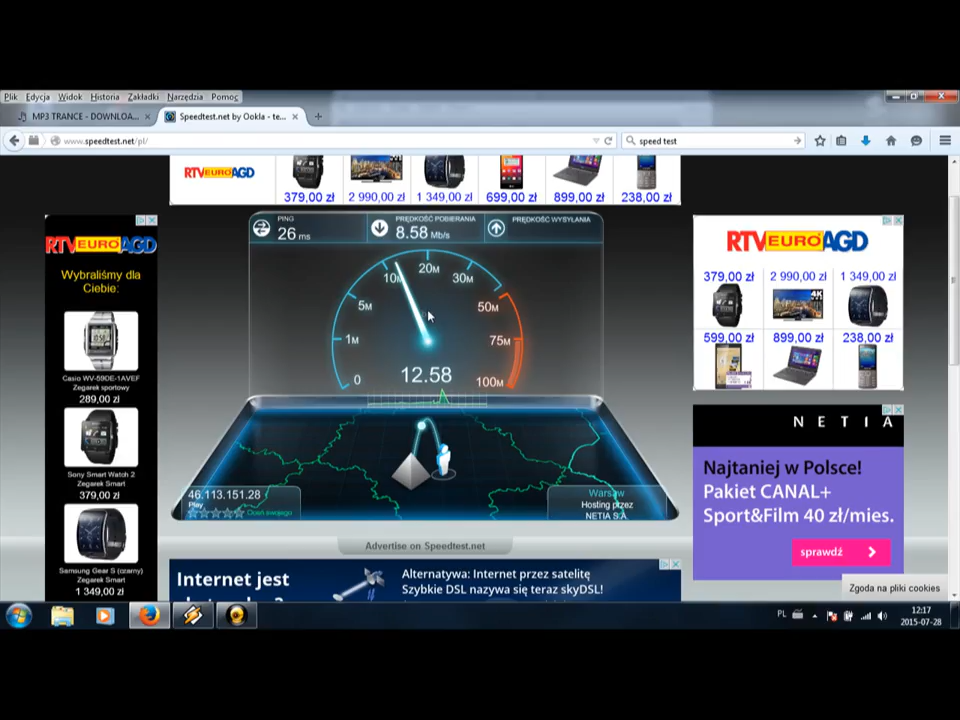 Plik Edycja Widok Historia Zakładki Narzędzia Pomoc
MP3 TRANCE - DOWNLOA...
Speedtest.net by Ookla - te...
www.speedtest.net/pl/
speed test
RTV EURO AGD
379,00 zł 2 990,00 zł 1 349,00 zł 699,00 zł 899,00 zł 238,00 zł
RTV EURO AGD
Wybraliśmy dla
Ciebie:
Casio WV-59DE-1AVEF
Zegarek sportowy
289,00 zł
Sony Smart Watch 2
Zegarek Smart
379,00 zł
Samsung Gear S (czarny)
Zegarek Smart
1 349,00 zł
PING
26 ms
PRĘDKOŚĆ POBIERANIA
8.58 Mb/s
PRĘDKOŚĆ WYSYŁANIA
0
1M
5M
10M
20M
30M
50M
75M
100M
12.58
46.113.151.28
Play
Oceń swojego
Warsaw
Hosting przez
NETIA S.A.
Advertise on Speedtest.net
Internet jest
Alternatywa: Internet przez satelitę
Szybkie DSL nazywa się teraz skyDSL!
RTV EURO AGD
379,00 zł 2 990,00 zł 1 349,00 zł
4K
599,00 zł 899,00 zł 238,00 zł
NETIA
Najtaniej w Polsce!
Pakiet CANAL+
Sport&Film 40 zł/mies.
sprawdź
Zgoda na pliki cookies
PL
12:17
2015-07-28